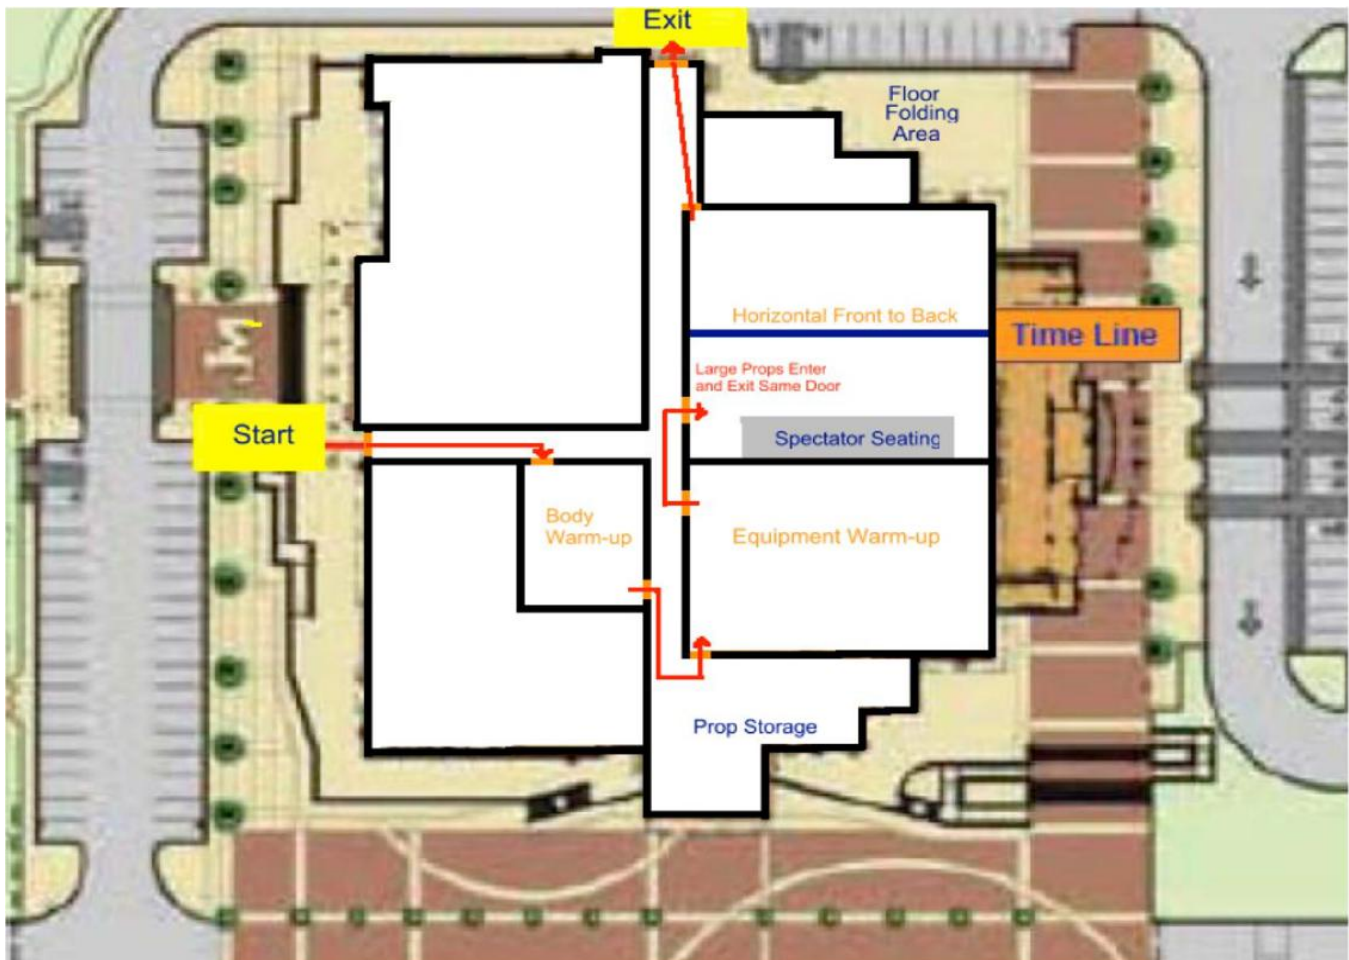 Exit
Floor
Folding
Area
Horizontal Front to Back
Time Line
Large Props Enter
and Exit Same Door
Start
Spectator Seating
Body
Warm-up
Equipment Warm-up
Prop Storage